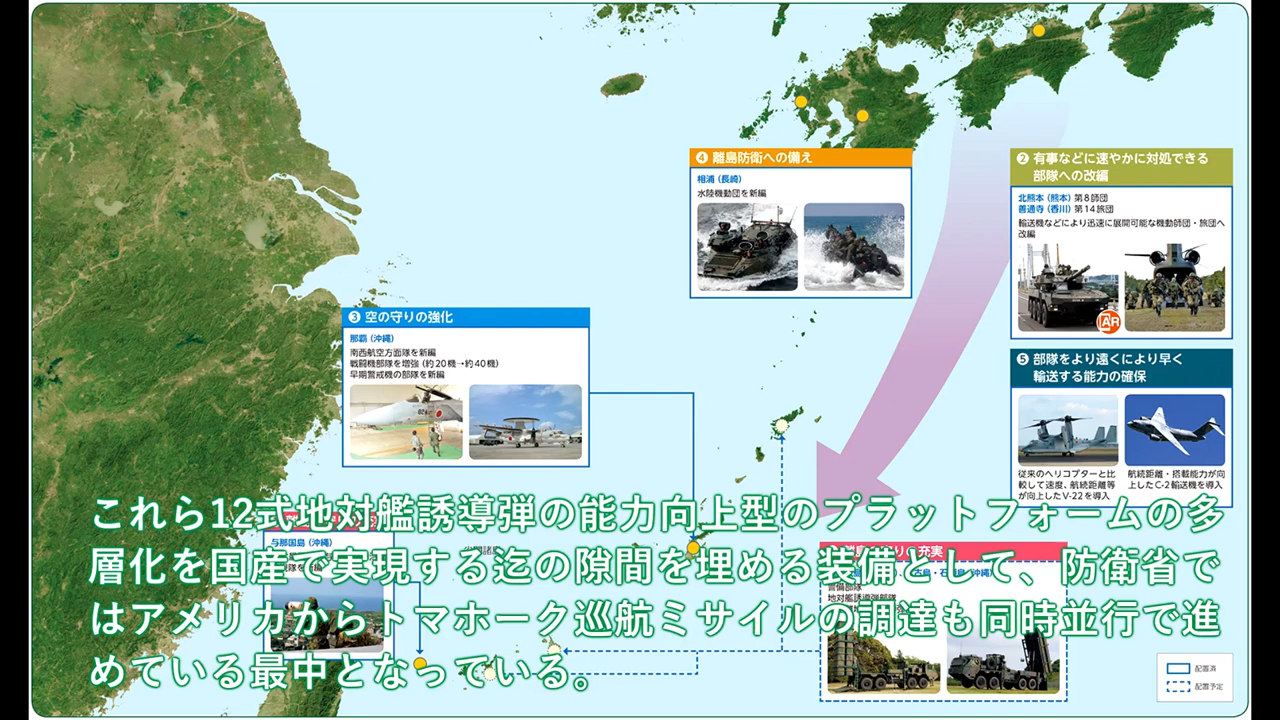 ❹ 離島防衛への備え
相浦 (長崎)
水陸機動団を新編
❷ 有事などに速やかに対処できる
部隊への改編
北熊本 (熊本) 第8師団
善通寺 (香川) 第14旅団
輸送機などにより迅速に展開可能な機動師団・旅団へ
改編
AR
❸ 空の守りの強化
那覇 (沖縄)
南西航空方面隊を新編
戦闘機部隊を増強 (約20機→約40機)
早期警戒機の部隊を新編
❺ 部隊をより遠くにより早く
輸送する能力の確保
従来のヘリコプターと比
較して速度、航続距離等
が向上したV-22を導入
航続距離・搭載能力が向
上したC-2輸送機を導入
与那国島 (沖縄)
警備部隊
地対艦誘導弾部隊
これら12式地対艦誘導弾の能力向上型のプラットフォームの多
層化を国産で実現する迄の隙間を埋める装備として、防衛省で
はアメリカからトマホーク巡航ミサイルの調達も同時並行で進
めている最中となっている。
配置済
配置予定